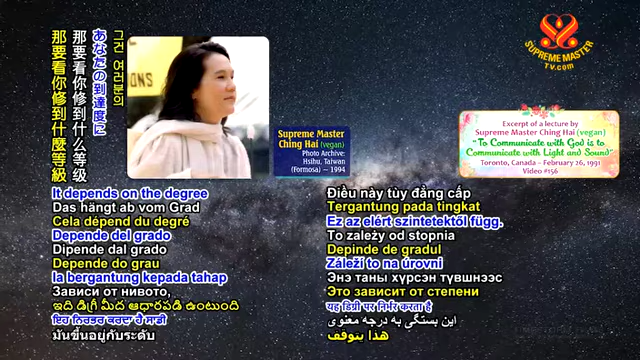 그건 여러분의
あなたの到達度に
那要看你修到什么等级
那要看你修到什麼等級
SUPREME MASTER
TV.com
Supreme Master
Ching Hai (vegan)
Photo Archive:
Hsihu, Taiwan
(Formosa) – 1994
Excerpt of a lecture by
Supreme Master Ching Hai (vegan)
"To Communicate with God is to
Communicate with Light and Sound"
Toronto, Canada – February 26, 1991
Video #156
It depends on the degree
Das hängt ab vom Grad
Cela dépend du degré
Depende del grado
Dipende dal grado
Depende do grau
Ia bergantung kepada tahap
Зависи от нивото,
ఇది డిగ్రీ మీద ఆధారపడి ఉంటుంది
ਇਹ ਨਿਰਭਰ ਕਰਦਾ ਹੈ ਸਾਡੀ
มันขึ้นอยู่กับระดับ
Điều này tùy đẳng cấp
Tergantung pada tingkat
Ez az elért szintetektől függ.
To zależy od stopnia
Depinde de gradul
Záleží to na úrovni
Энэ таны хүрсэн түвшнээс
Это зависит от степени
यह डिग्री पर निर्भर करता है
این بستگی به درجه معنوی
هذا يتوقف